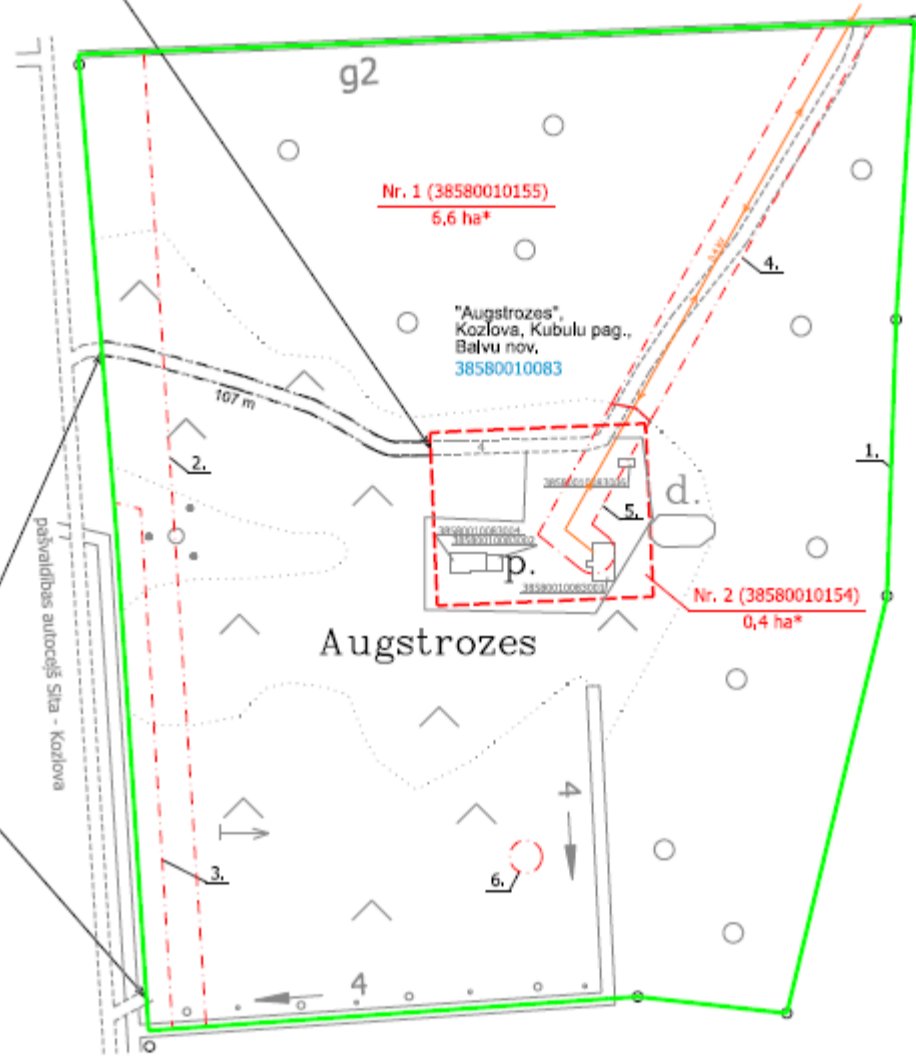 g2
Nr. 1 (38580010155)
6,6 ha*
"Augstrozes",
Kozlova, Kubulu pag.,
Balvu nov.
38580010083
4.
1.
107 m
4
2.
5.
d.
p.
Nr. 2 (38580010154)
0,4 ha*
Augstrozes
pašvaldības autoceļš Sita - Kozlova
4
3.
6.
4